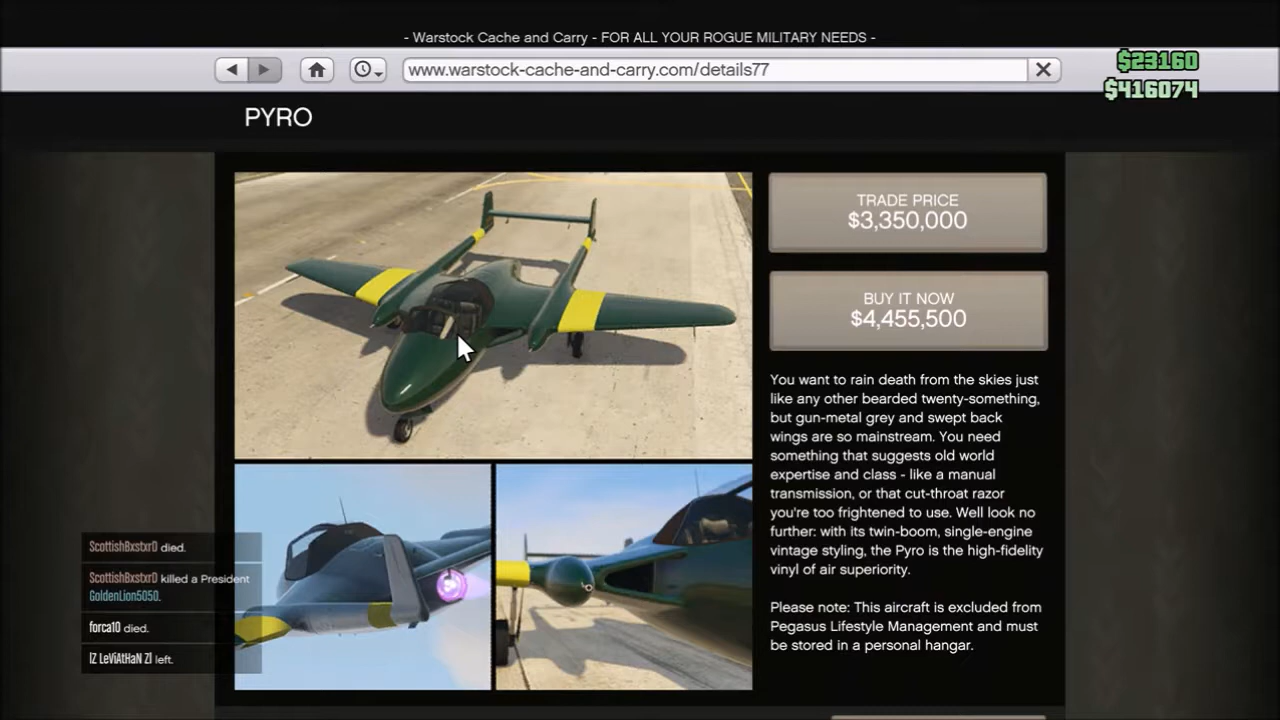 - Warstock Cache and Carry - FOR ALL YOUR ROGUE MILITARY NEEDS -
www.warstock-cache-and-carry.com/details77
$23160
$416074
PYRO
TRADE PRICE
$3,350,000
BUY IT NOW
$4,455,500
You want to rain death from the skies just
like any other bearded twenty-something,
but gun-metal grey and swept back
wings are so mainstream. You need
something that suggests old world
expertise and class - like a manual
transmission, or that cut-throat razor
you're too frightened to use. Well look no
further: with its twin-boom, single-engine
vintage styling, the Pyro is the high-fidelity
vinyl of air superiority.
Please note: This aircraft is excluded from
Pegasus Lifestyle Management and must
be stored in a personal hangar.
ScottishBxstxrD died.
ScottishBxstxrD killed a President
GoldenLion5050.
forca10 died.
lZ LeViAtHaN Zl left.